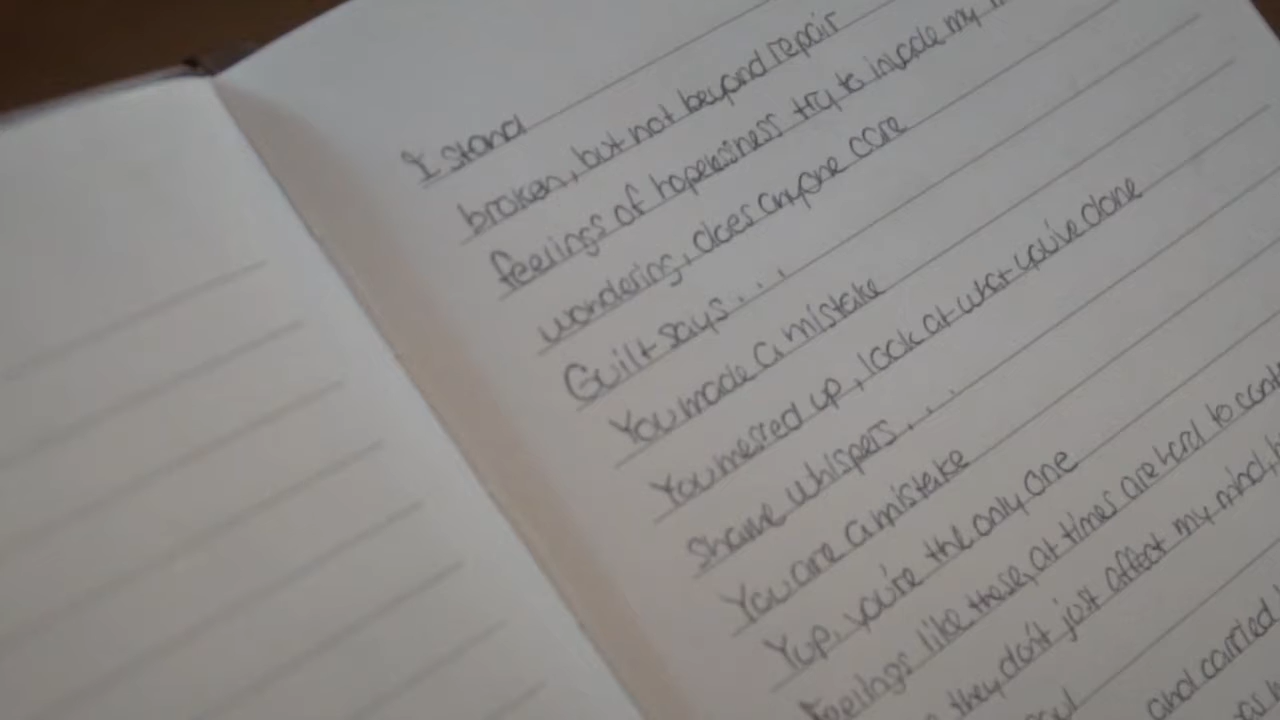 I stand
broken, but not beyond repair
feelings of hopelesness try to invade my
wondering, does anyone care
Guilt says...
You made a mistake
You messed up, look at what you've done
Shame whispers...
You are a mistake
Yup, you're the only one
Feelings like these, at times are hard to
they don't just affect my mind,
and carried